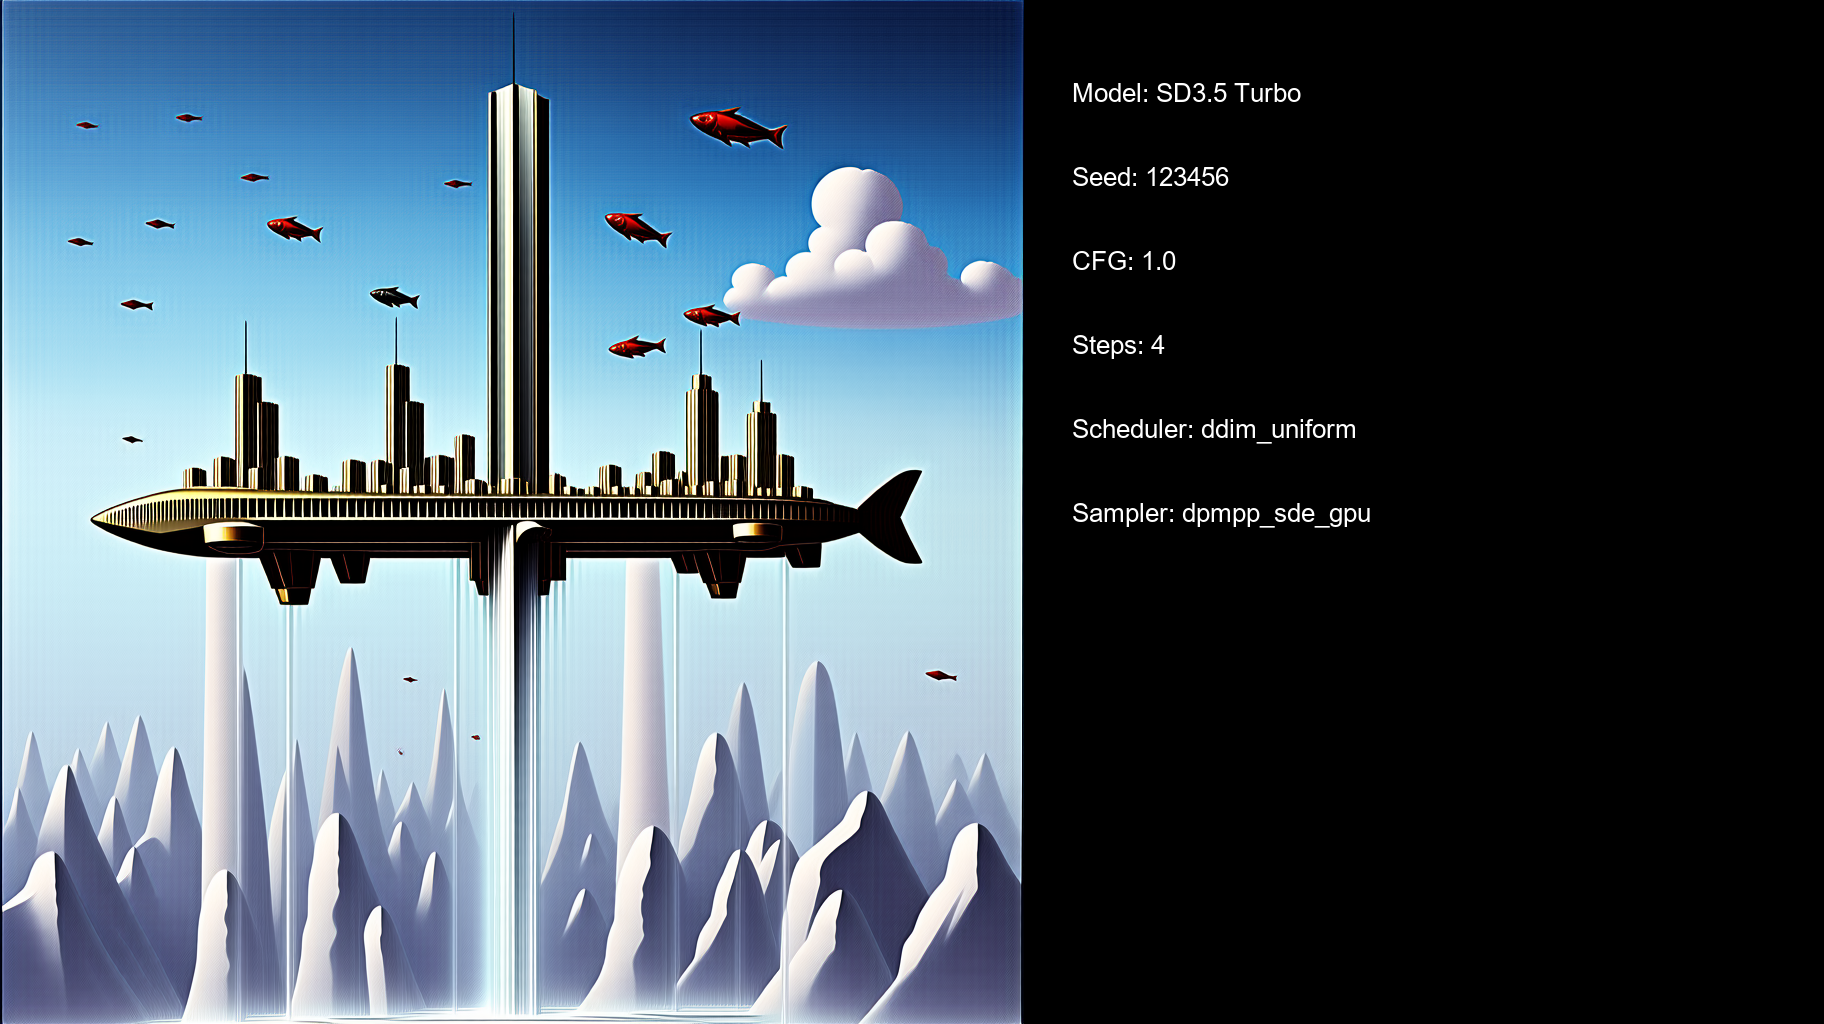 Model: SD3.5 Turbo
Seed: 123456
CFG: 1.0
Steps: 4
Scheduler: ddim_uniform
Sampler: dpmpp_sde_gpu